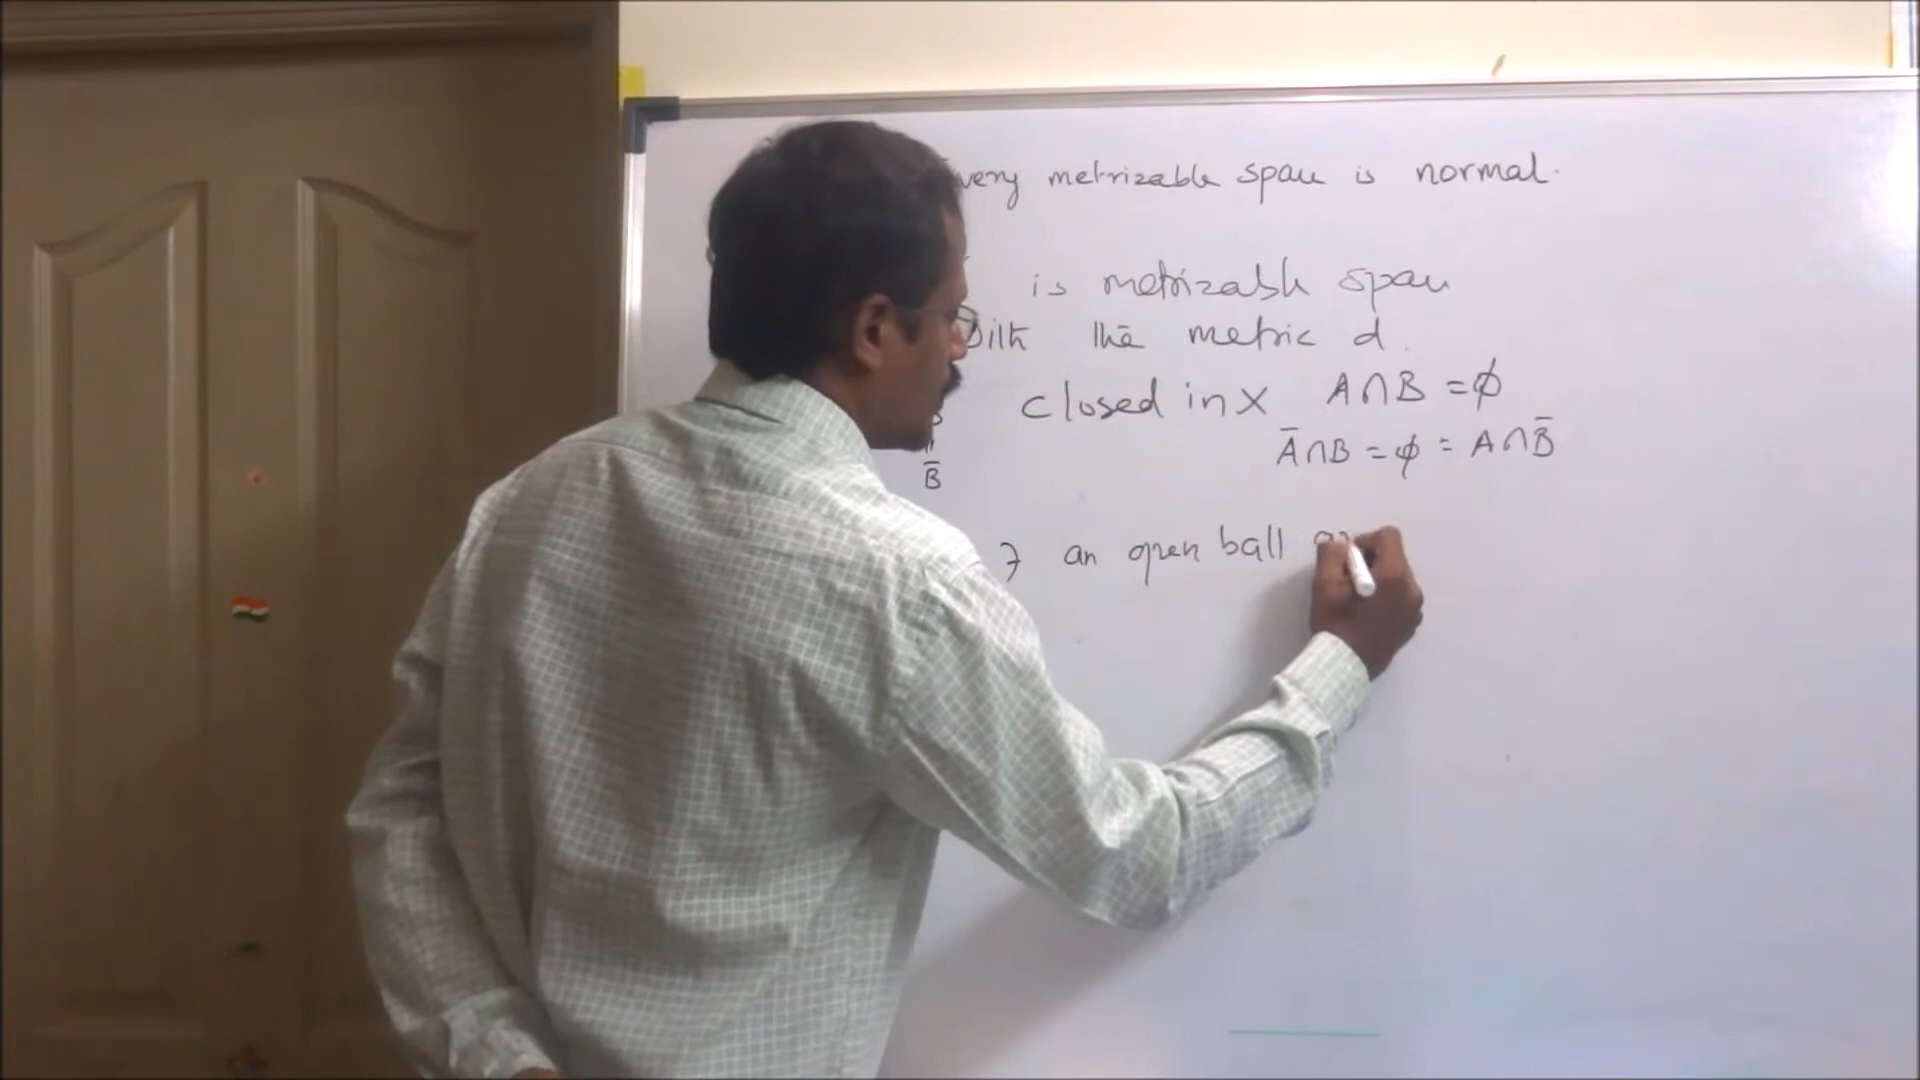 very metrizable space is normal.
is metrizable space
with the metric d.
closed in X A∩B = ϕ
Ā∩B = ϕ = A∩B̄
B̄
∃ an open ball